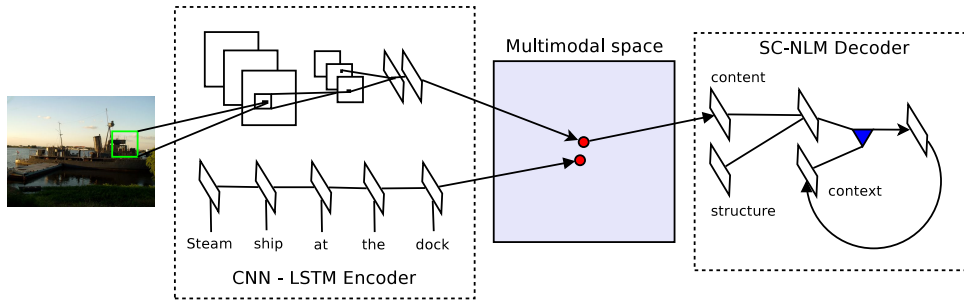 Multimodal space
SC-NLM Decoder
content
structure
context
Steam ship at the dock
CNN - LSTM Encoder